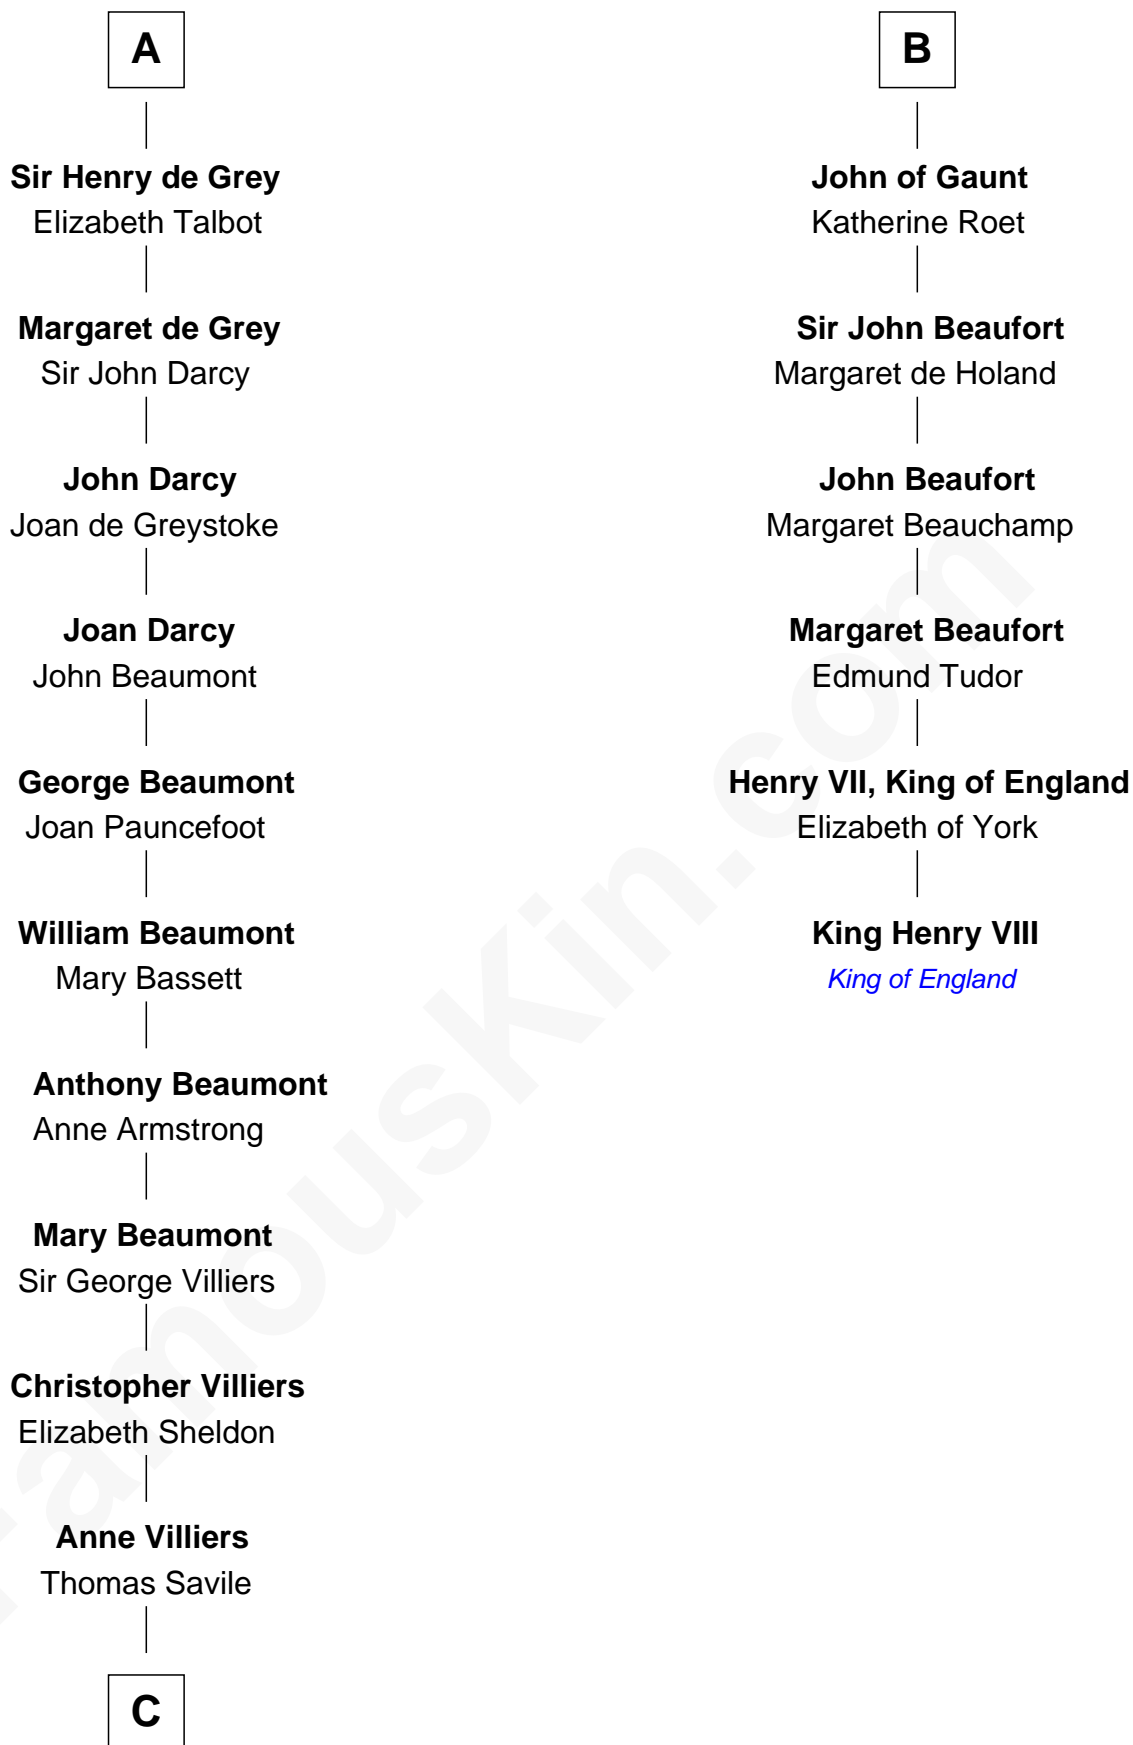 A
Sir Henry de Grey
Elizabeth Talbot
Margaret de Grey
Sir John Darcy
John Darcy
Joan de Greystoke
Joan Darcy
John Beaumont
George Beaumont
Joan Pauncefoot
William Beaumont
Mary Bassett
Anthony Beaumont
Anne Armstrong
Mary Beaumont
Sir George Villiers
Christopher Villiers
Elizabeth Sheldon
Anne Villiers
Thomas Savile
C
B
John of Gaunt
Katherine Roet
Sir John Beaufort
Margaret de Holand
John Beaufort
Margaret Beauchamp
Margaret Beaufort
Edmund Tudor
Henry VII, King of England
Elizabeth of York
King Henry VIII
King of England
FamousKin.com